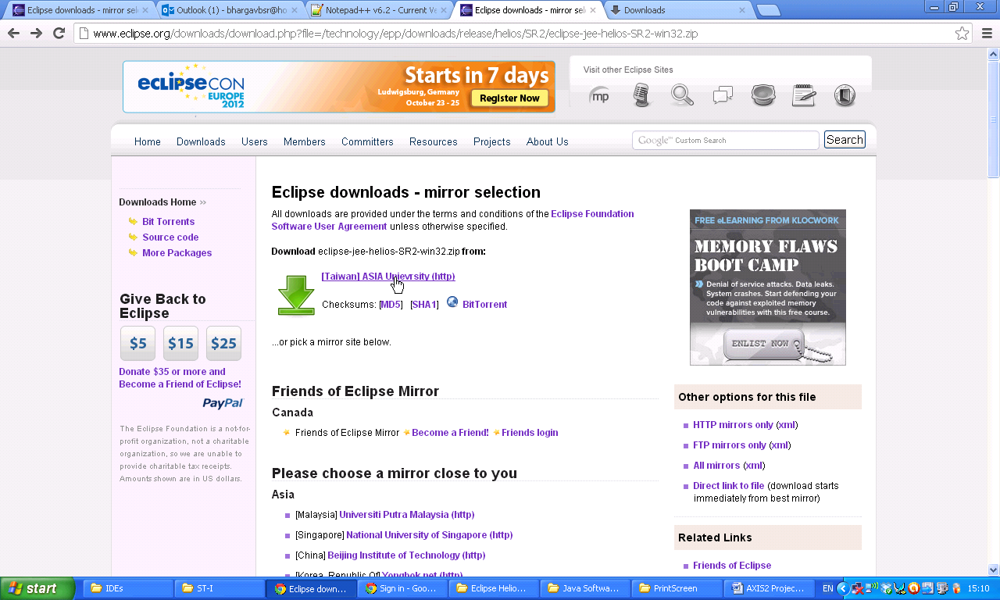 Eclipse downloads - mirror sel
Outlook (1) - bhargavbsr@ho
Notepad++ v6.2 - Current Ve
Eclipse downloads - mirror sel
Downloads
www.eclipse.org/downloads/download.php?file=/technology/epp/downloads/release/helios/SR2/eclipse-jee-helios-SR2-win32.zip
eclipseCON
EUROPE
2012
Starts in 7 days
Ludwigsburg, Germany
October 23 - 25
Register Now
Visit other Eclipse Sites
mp
Home Downloads Users Members Committers Resources Projects About Us
Google™ Custom Search
Search
Downloads Home »
Bit Torrents
Source code
More Packages
Give Back to
Eclipse
$5 $15 $25
Donate $35 or more and
Become a Friend of Eclipse!
PayPal
The Eclipse Foundation is a not-for-
profit organization, not a charitable
organization, so we are unable to
provide charitable tax receipts.
Amounts shown are in US dollars.
Eclipse downloads - mirror selection
All downloads are provided under the terms and conditions of the Eclipse Foundation
Software User Agreement unless otherwise specified.
Download eclipse-jee-helios-SR2-win32.zip from:
[Taiwan] ASIA Unievrsity (http)
Checksums: [MD5] [SHA1] BitTorrent
...or pick a mirror site below.
Friends of Eclipse Mirror
Canada
Friends of Eclipse Mirror Become a Friend! Friends login
Please choose a mirror close to you
Asia
[Malaysia] Universiti Putra Malaysia (http)
[Singapore] National University of Singapore (http)
[China] Beijing Institute of Technology (http)
[Korea, Republic Of] Yongbok.net (http)
FREE eLEARNING FROM KLOCWORK
MEMORY FLAWS
BOOT CAMP
Denial of service attacks. Data leaks.
System crashes. Start defending your
code against exploited memory
vulnerabilities with this free course.
ENLIST NOW
Other options for this file
HTTP mirrors only (xml)
FTP mirrors only (xml)
All mirrors (xml)
Direct link to file (download starts
immediately from best mirror)
Related Links
Friends of Eclipse
start
IDEs
ST-I
Eclipse down...
Sign in - Goo...
Eclipse Helio...
Java Softwa...
PrintScreen
AXIS2 Projec...
EN
15:10